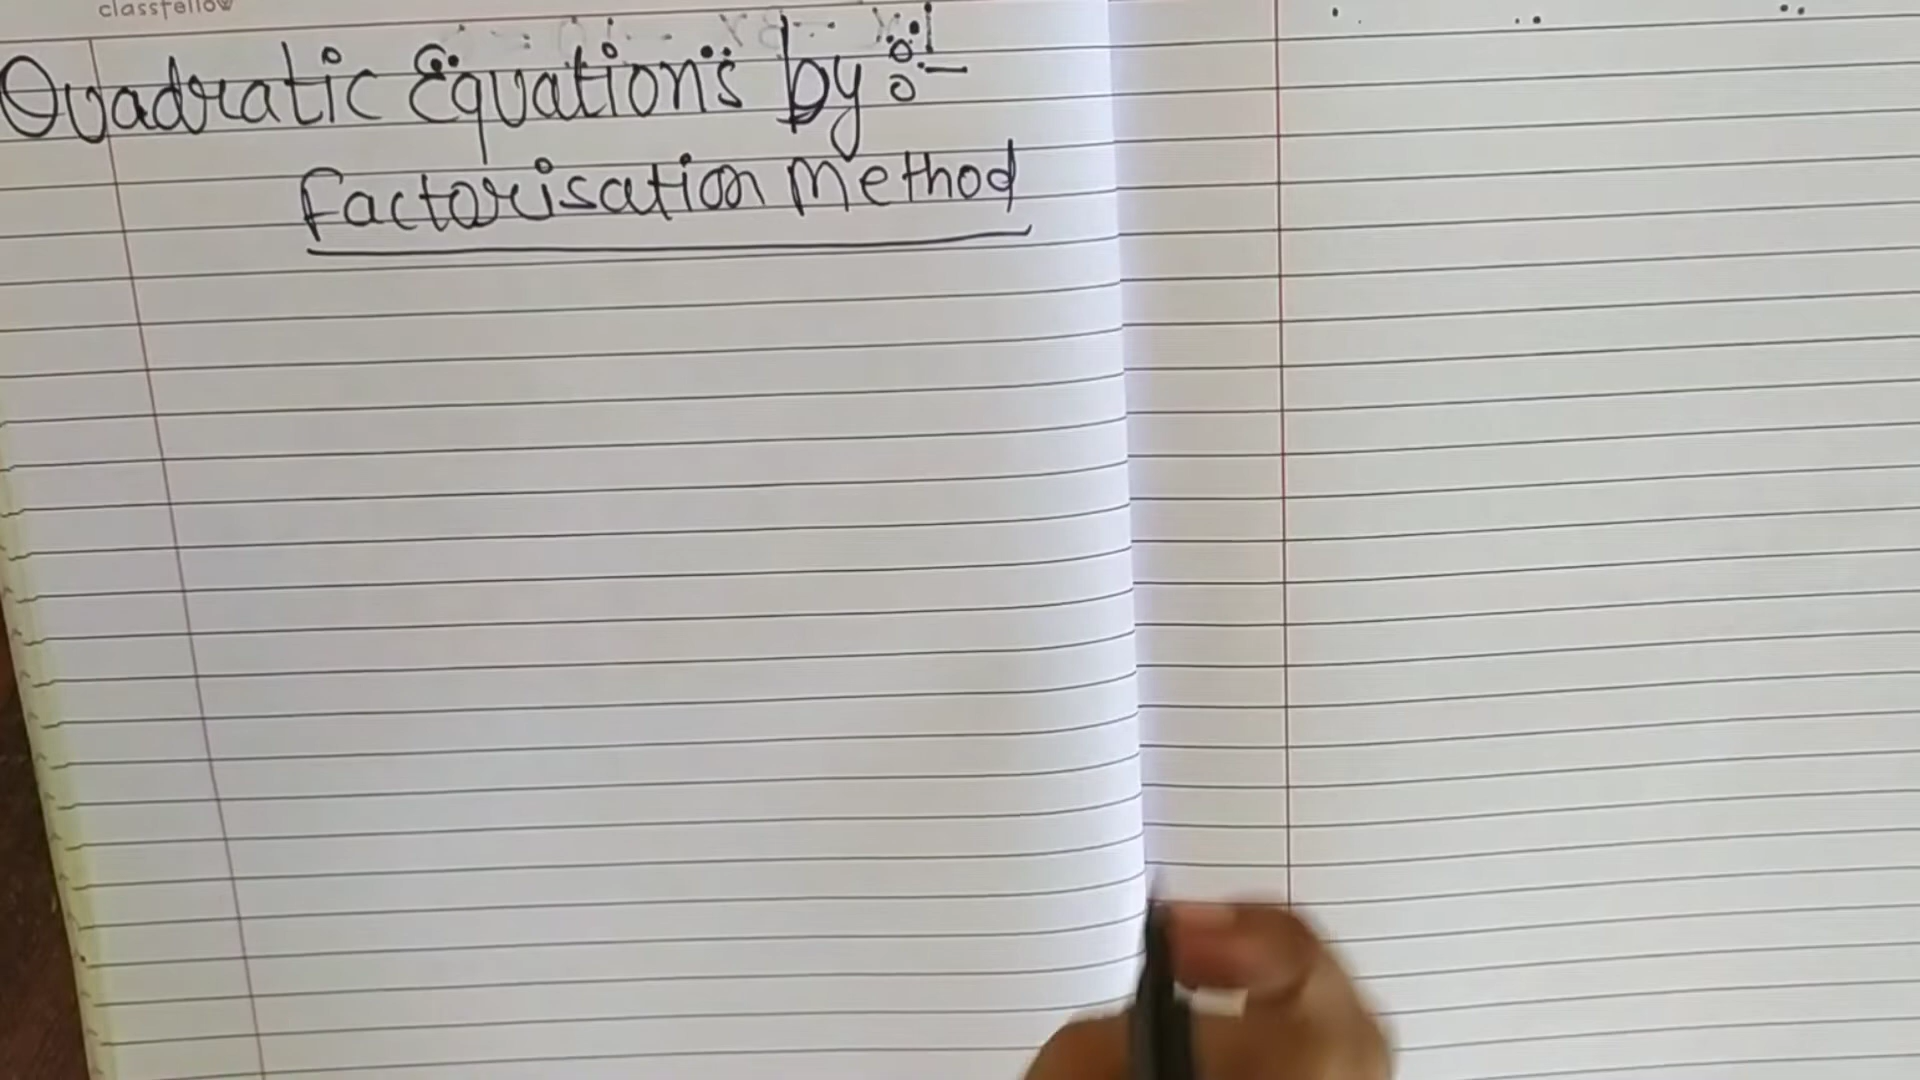 classfellow
Quadratic Equations by :-
Factorisation Method